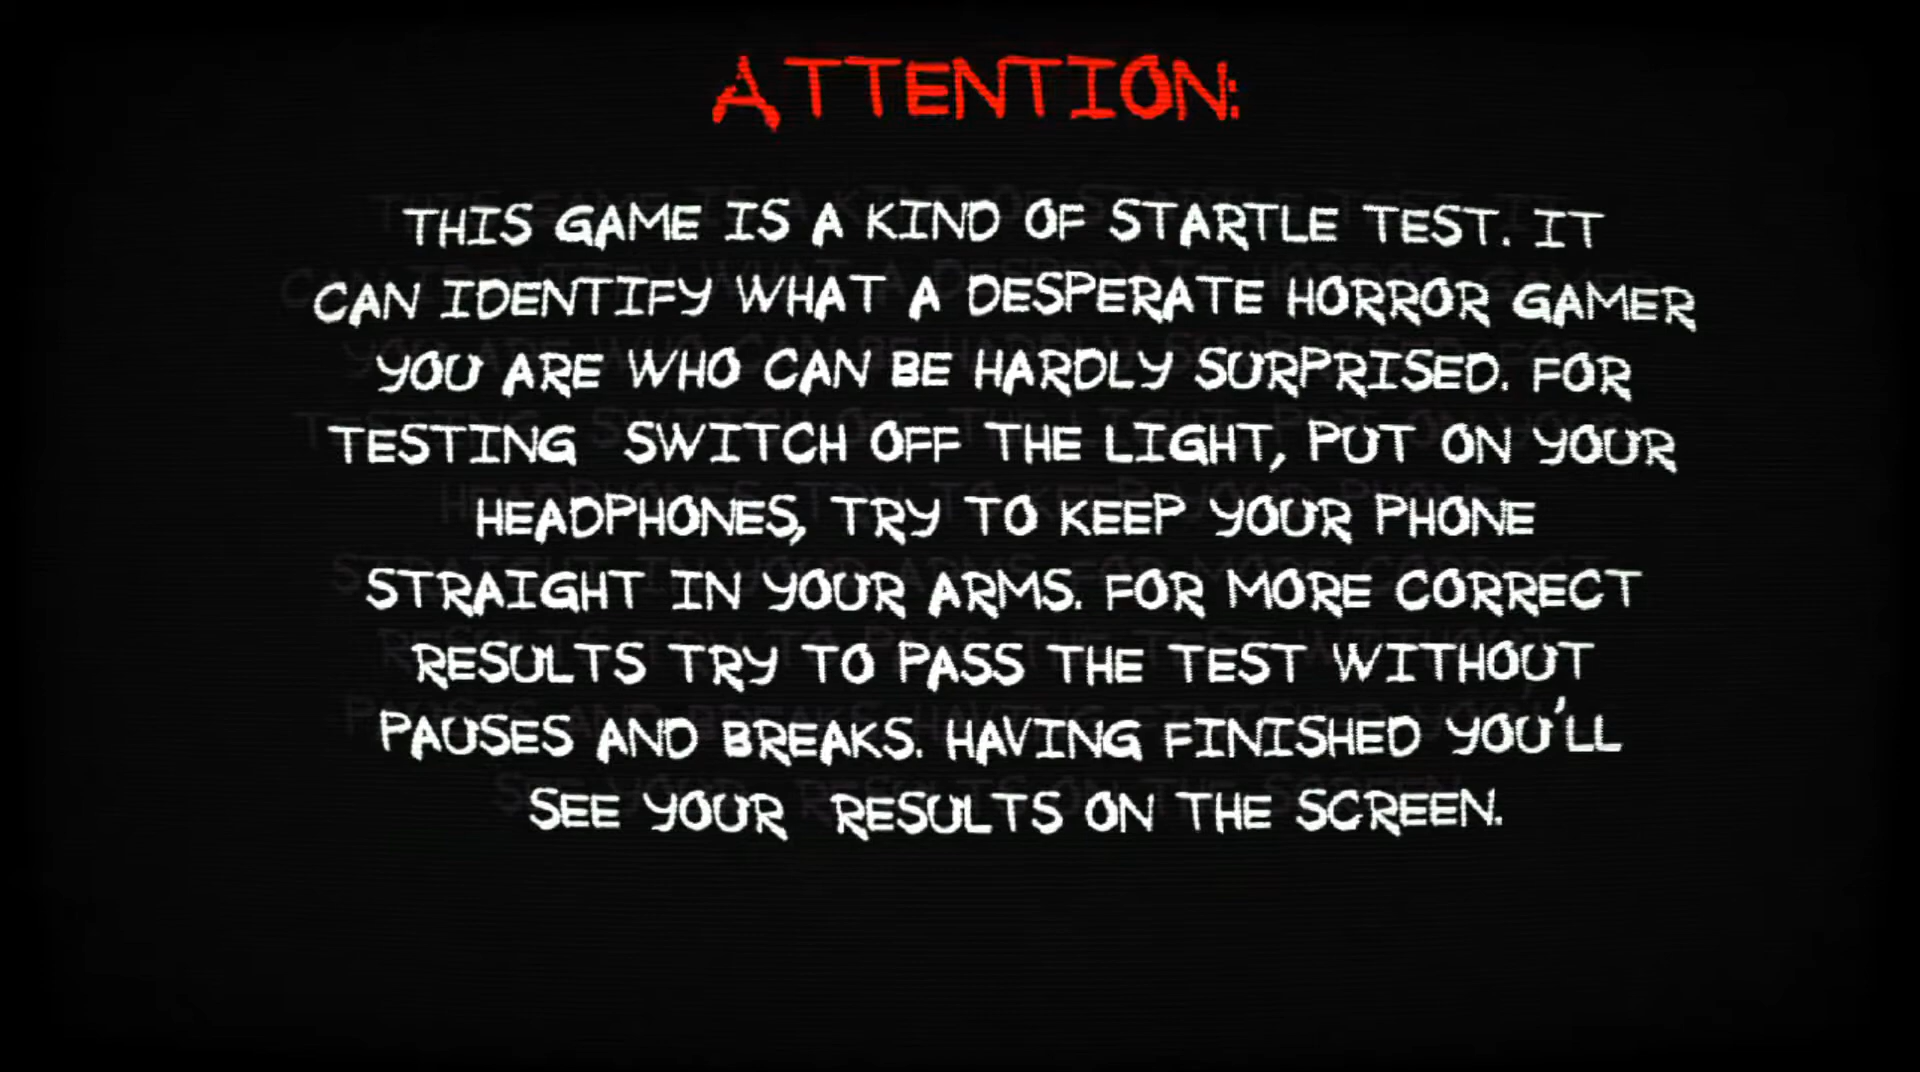 ATTENTION:
THIS GAME IS A KIND OF STARTLE TEST. IT
CAN IDENTIFY WHAT A DESPERATE HORROR GAMER
YOU ARE WHO CAN BE HARDLY SURPRISED. FOR
TESTING SWITCH OFF THE LIGHT, PUT ON YOUR
HEADPHONES, TRY TO KEEP YOUR PHONE
STRAIGHT IN YOUR ARMS. FOR MORE CORRECT
RESULTS TRY TO PASS THE TEST WITHOUT
PAUSES AND BREAKS. HAVING FINISHED YOU'LL
SEE YOUR RESULTS ON THE SCREEN.